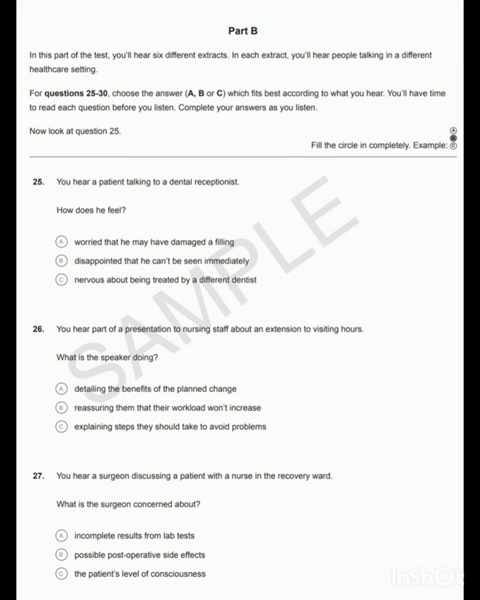 Part B
In this part of the test, you'll hear six different extracts. In each extract, you'll hear people talking in a different
healthcare setting.
For questions 25-30, choose the answer (A, B or C) which fits best according to what you hear. You'll have time
to read each question before you listen. Complete your answers as you listen.
Now look at question 25.
Fill the circle in completely. Example:
A
C
25. You hear a patient talking to a dental receptionist.
How does he feel?
A worried that he may have damaged a filling
B disappointed that he can't be seen immediately
C nervous about being treated by a different dentist
26. You hear part of a presentation to nursing staff about an extension to visiting hours.
What is the speaker doing?
A detailing the benefits of the planned change
B reassuring them that their workload won't increase
C explaining steps they should take to avoid problems
27. You hear a surgeon discussing a patient with a nurse in the recovery ward.
What is the surgeon concerned about?
A incomplete results from lab tests
B possible post-operative side effects
C the patient's level of consciousness
SAMPLE
InShOt